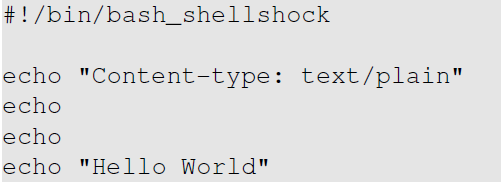 #!/bin/bash_shellshock
echo "Content-type: text/plain"
echo
echo
echo "Hello World"